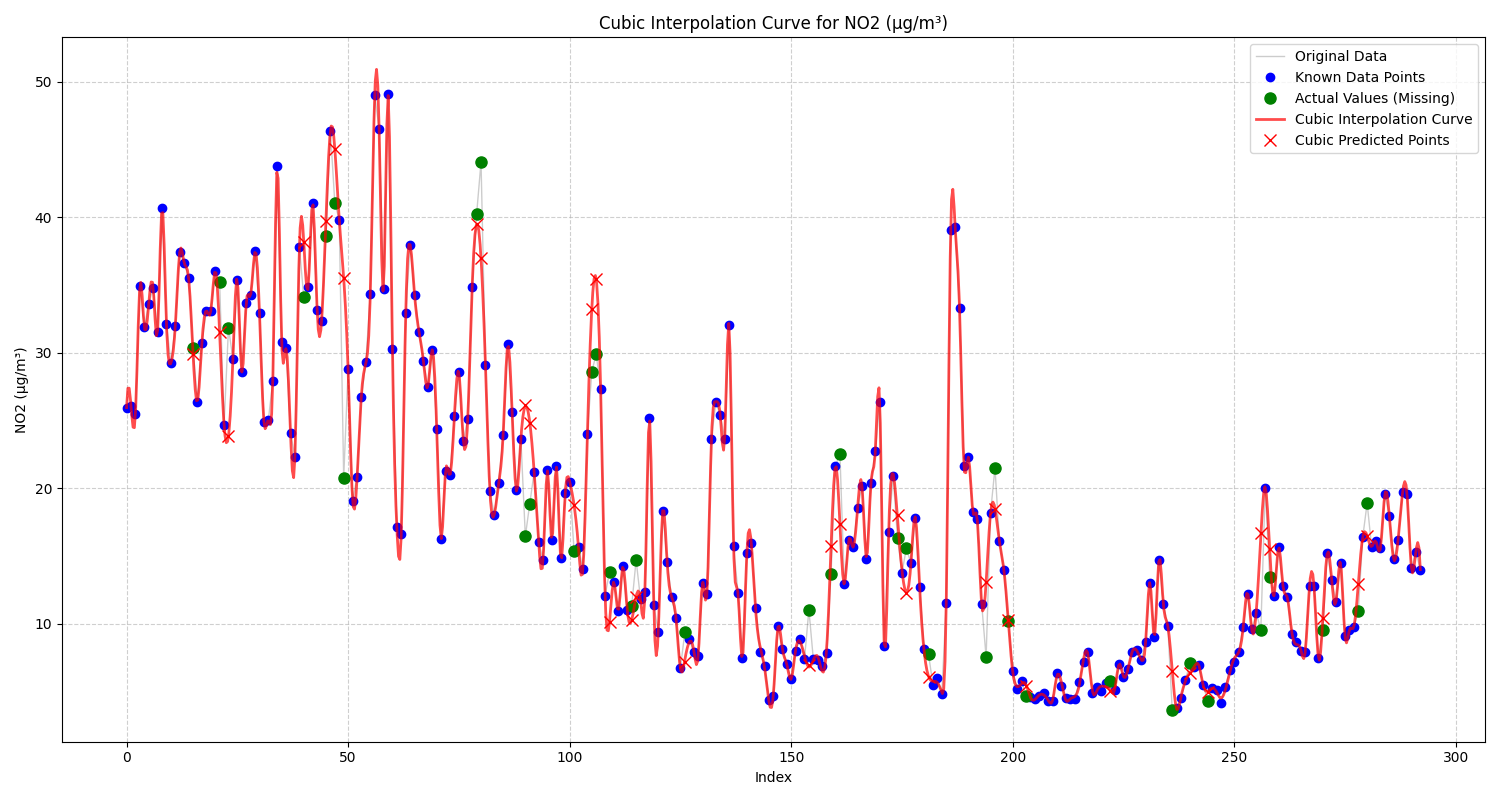 Cubic Interpolation Curve for NO2 (µg/m³)
Original Data
Known Data Points
Actual Values (Missing)
Cubic Interpolation Curve
Cubic Predicted Points
NO2 (µg/m³)
50
40
30
20
10
0
50
100
150
200
250
300
Index